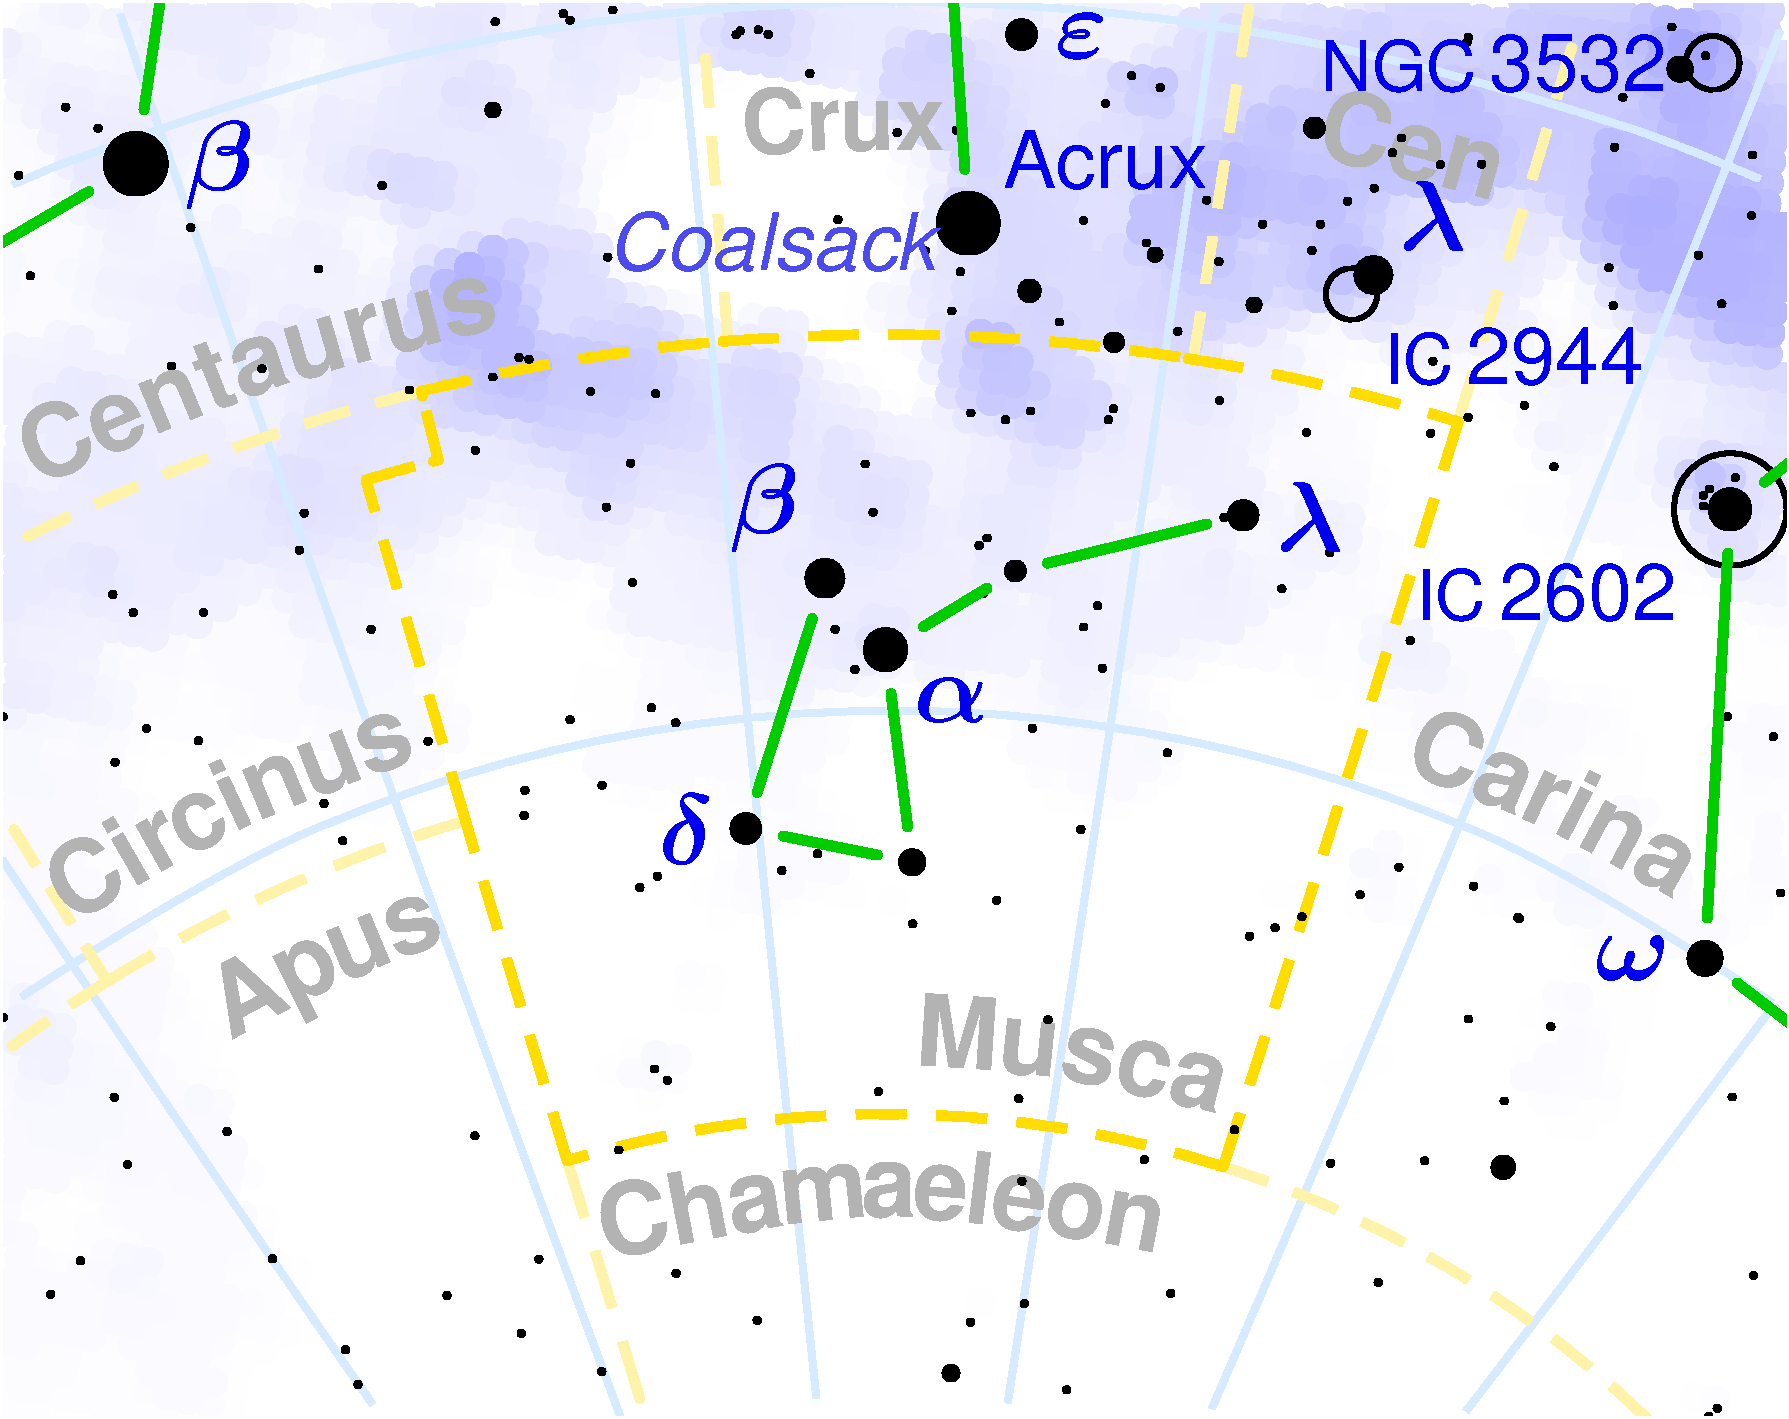 ε
NGC 3532
Crux
Cen
β
Acrux
λ
Coalsack
Centaurus
IC 2944
β
λ
IC 2602
α
Circinus
Carina
δ
Apus
ω
Musca
Chamaeleon